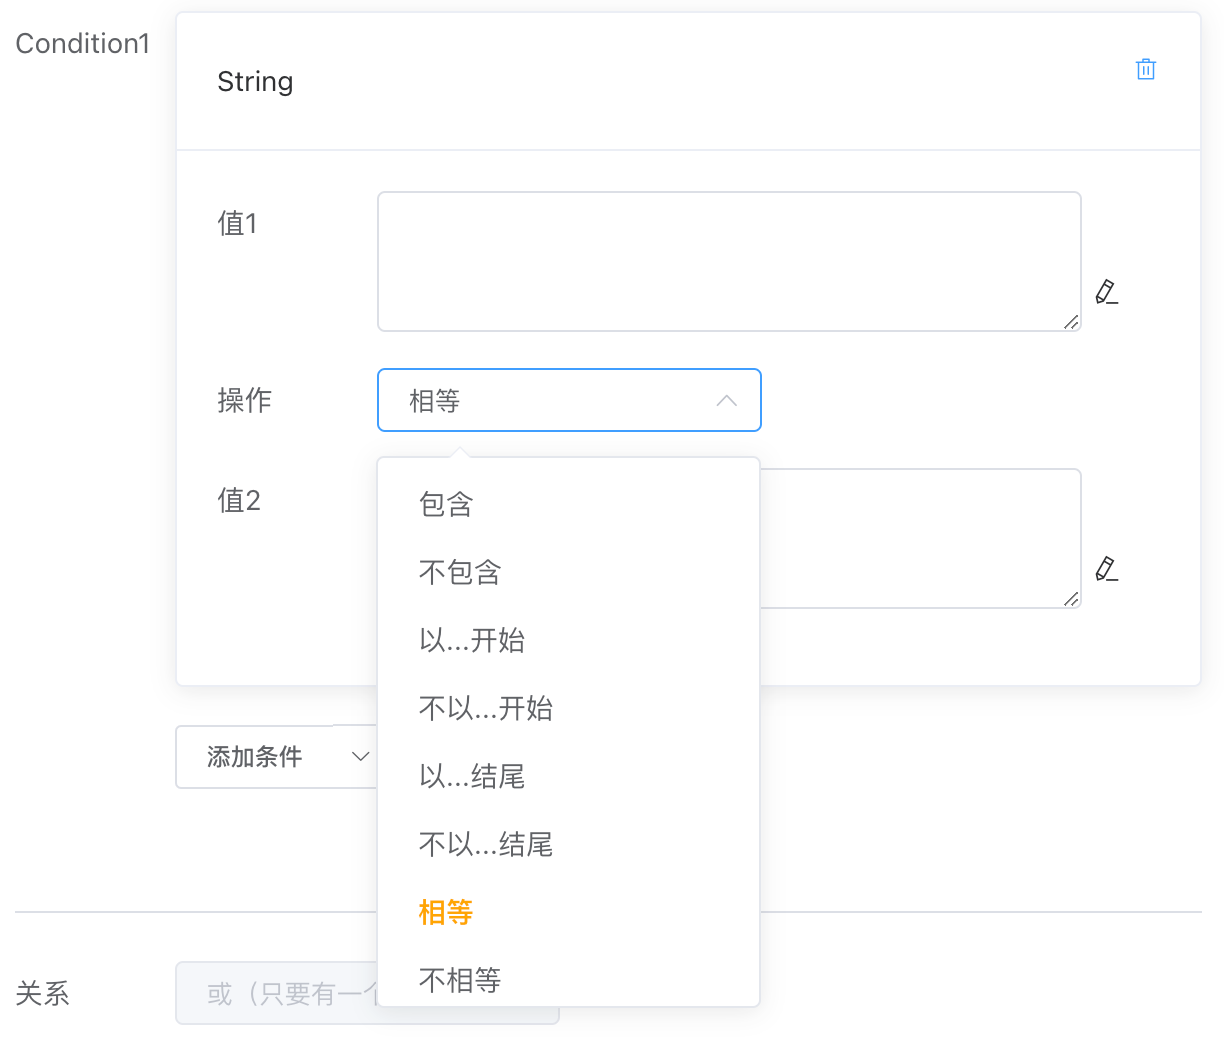 Condition1
String
值1
操作
相等
值2
包含
不包含
以...开始
不以...开始
以...结尾
不以...结尾
相等
不相等
添加条件
关系
或（只要有一